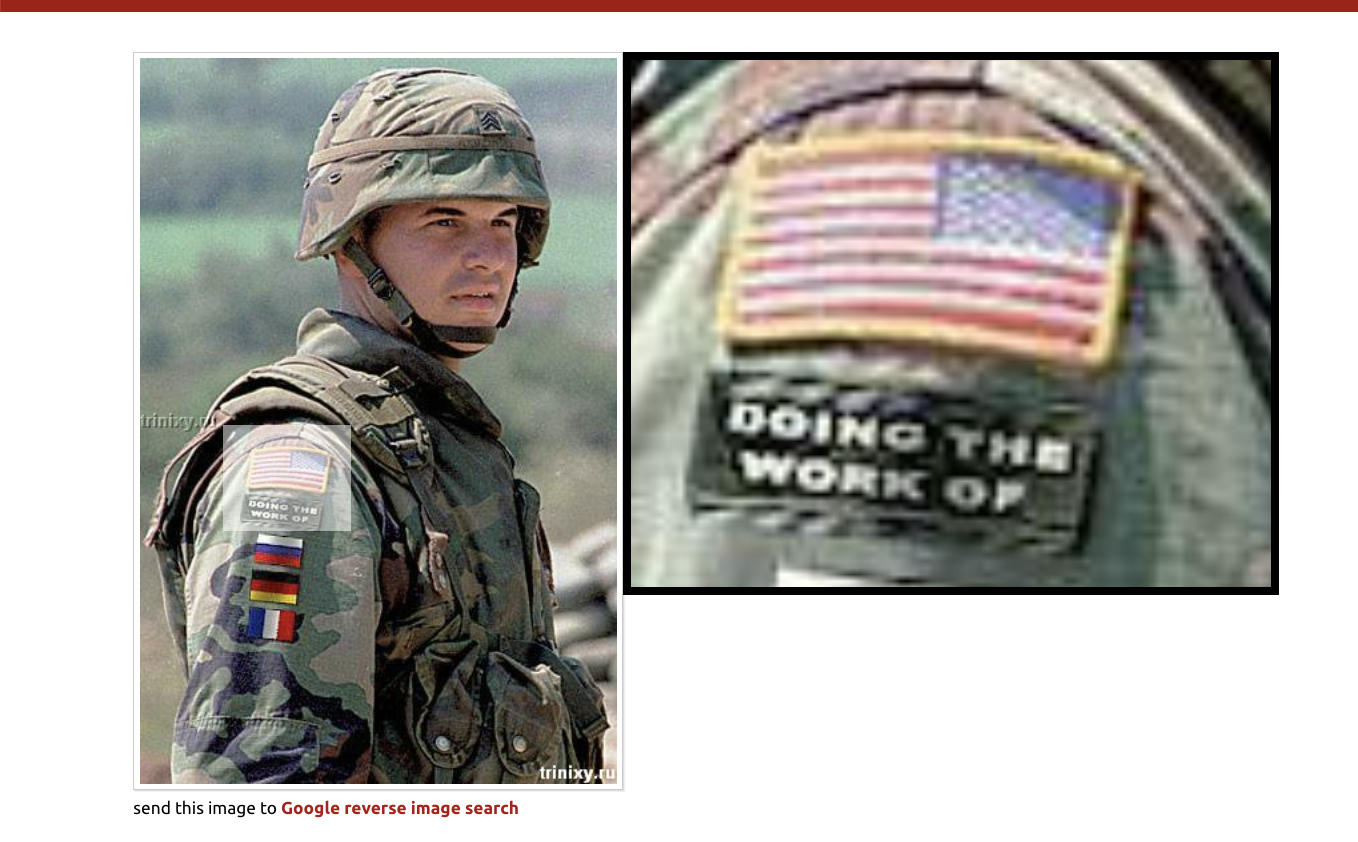 trinixy.ru
DOING THE
WORK OF
trinixy.ru
DOING THE
WORK OF
send this image to Google reverse image search